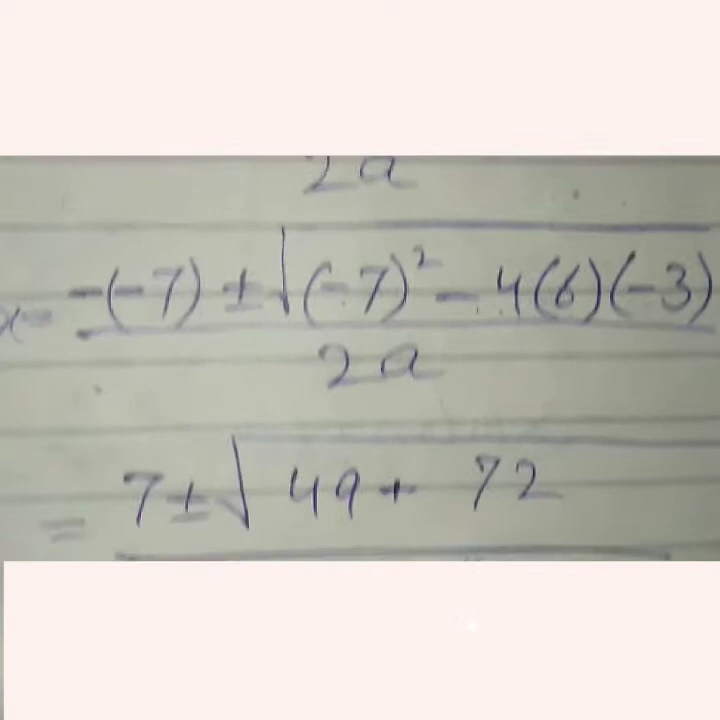 2a
x = -(-7) ± √(-7)² - 4(6)(-3)
2a
= 7 ± √49 + 72